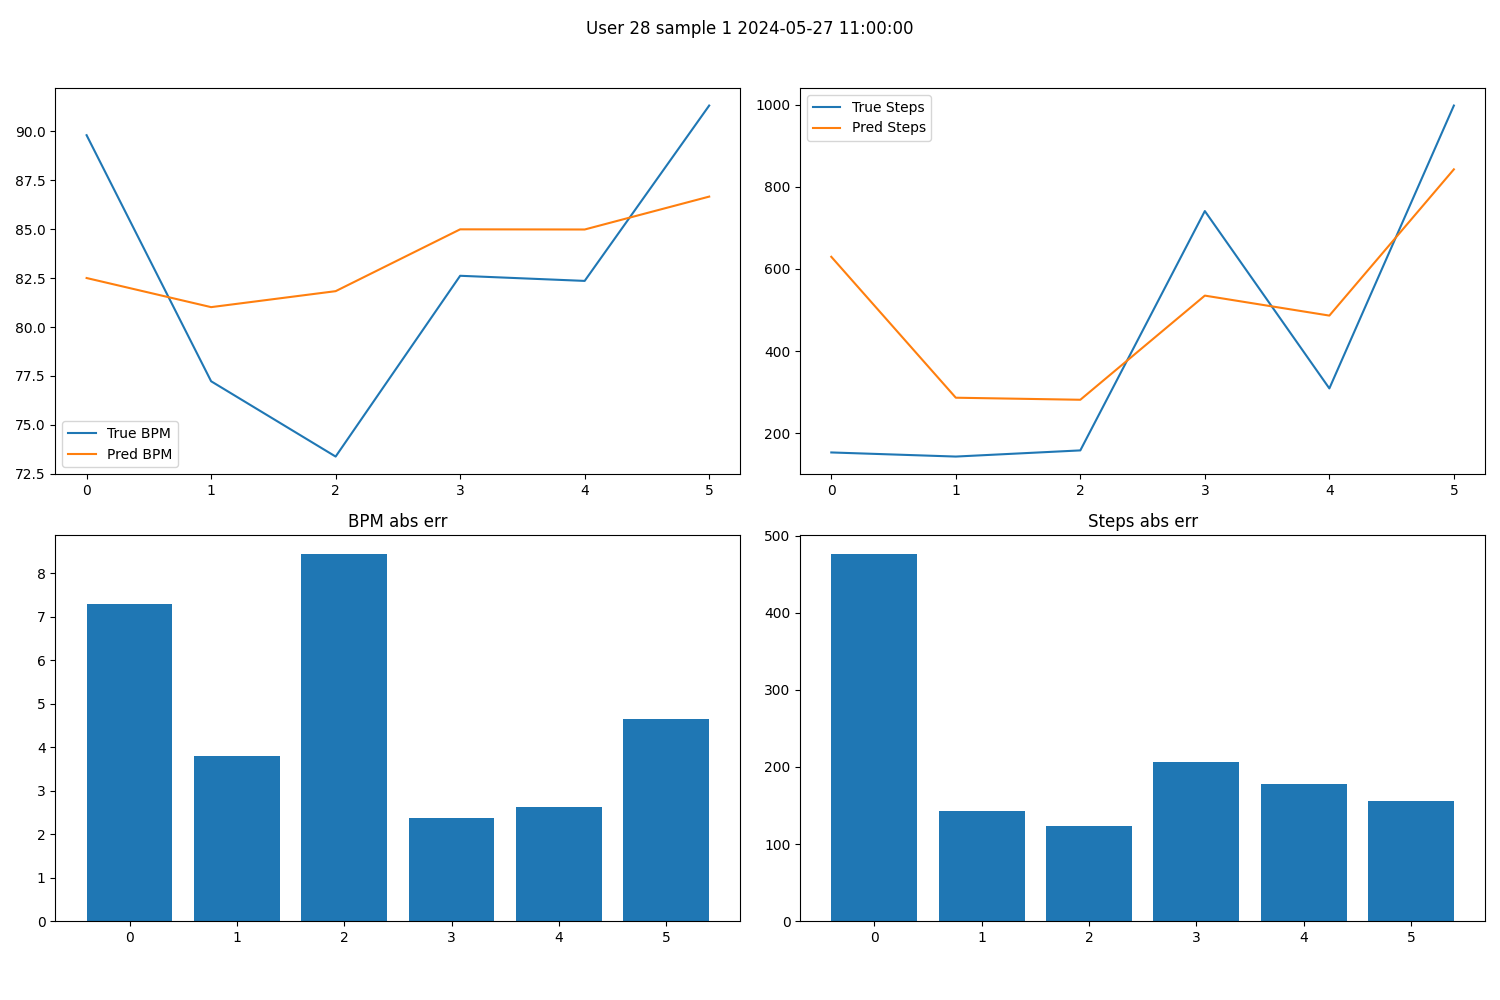 User 28 sample 1 2024-05-27 11:00:00
90.0
87.5
85.0
82.5
80.0
77.5
75.0
72.5
True BPM
Pred BPM
0 1 2 3 4 5
True Steps
Pred Steps
1000
800
600
400
200
0 1 2 3 4 5
BPM abs err
8
7
6
5
4
3
2
1
0
0 1 2 3 4 5
Steps abs err
500
400
300
200
100
0
0 1 2 3 4 5